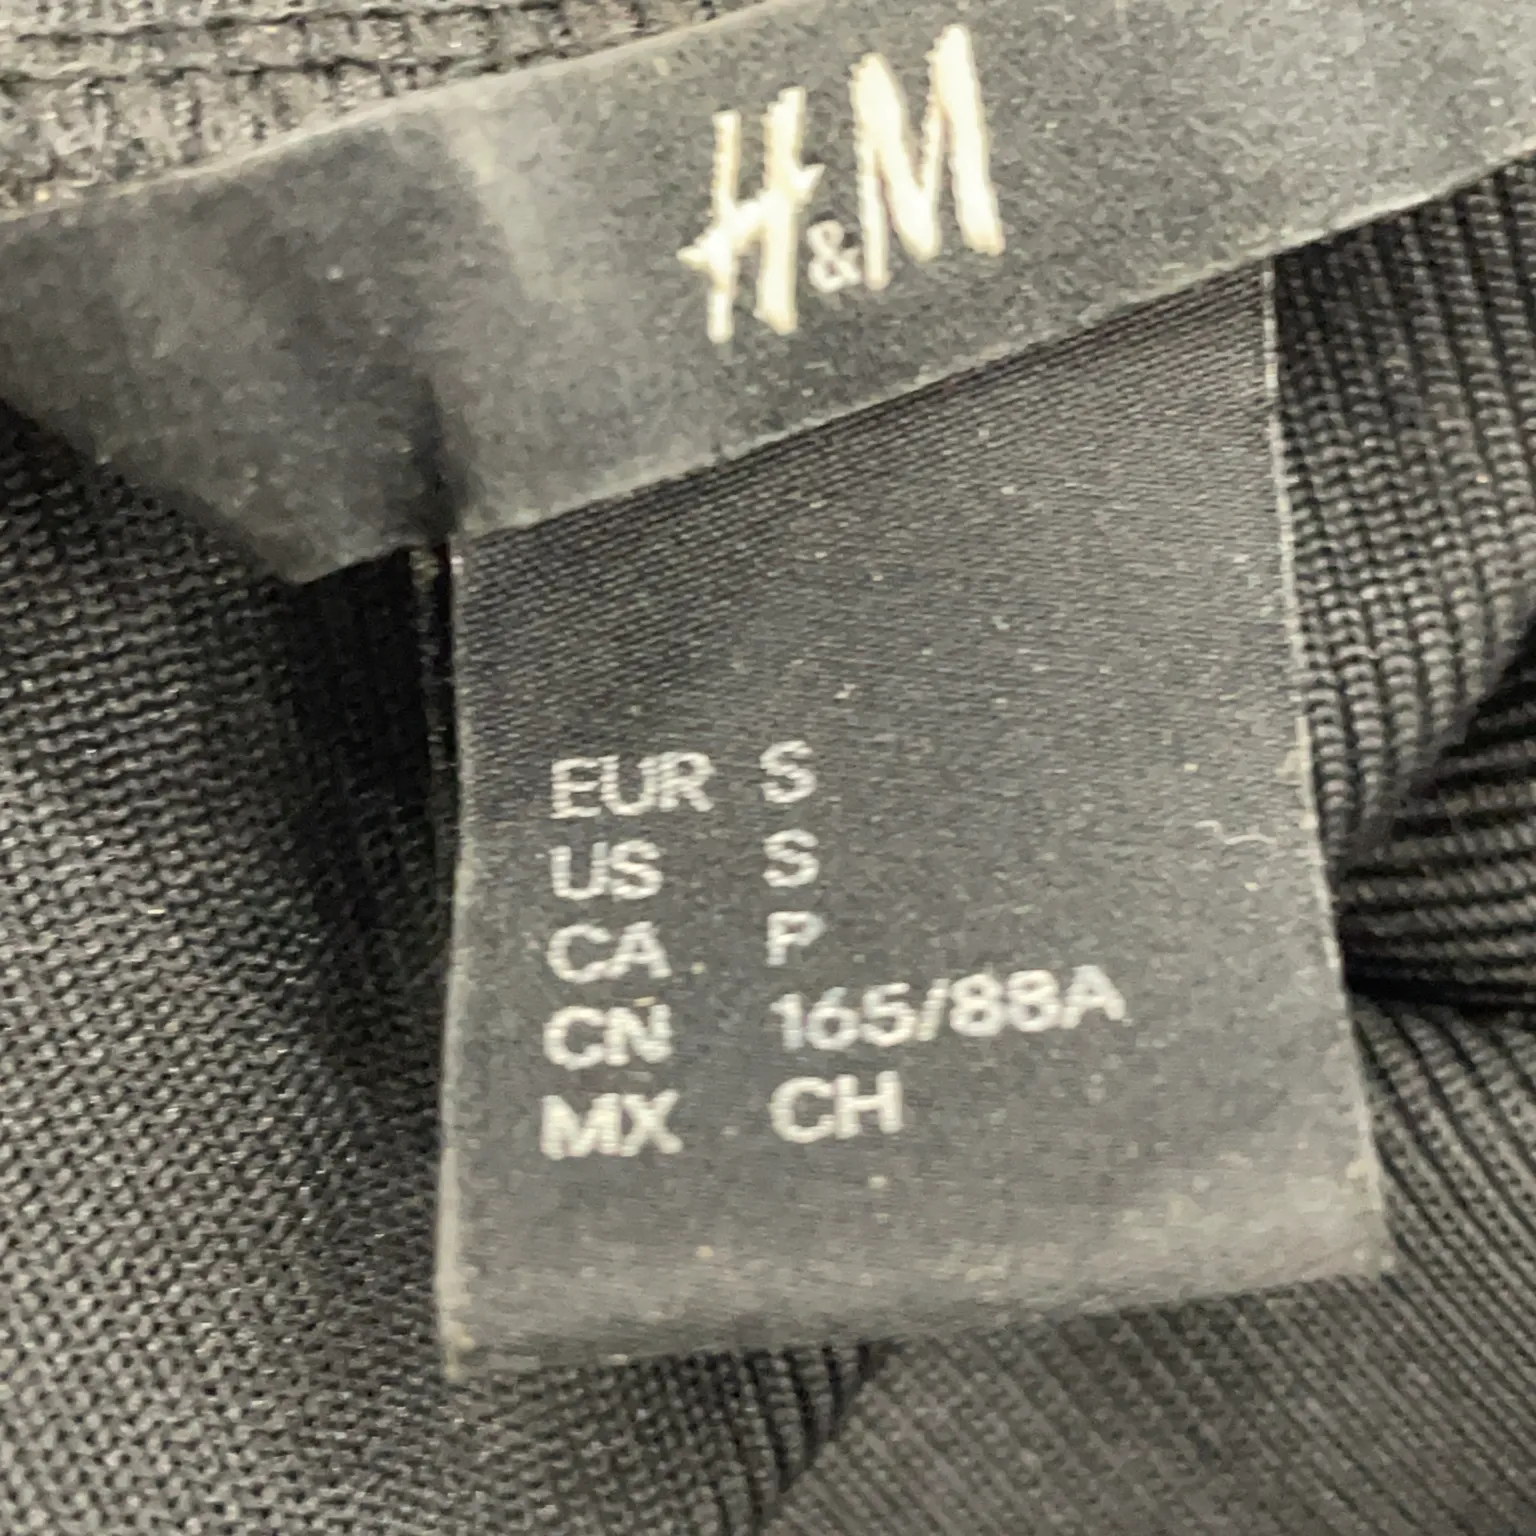 H&M
EUR S
US S
CA P
CN 165/88A
MX CH